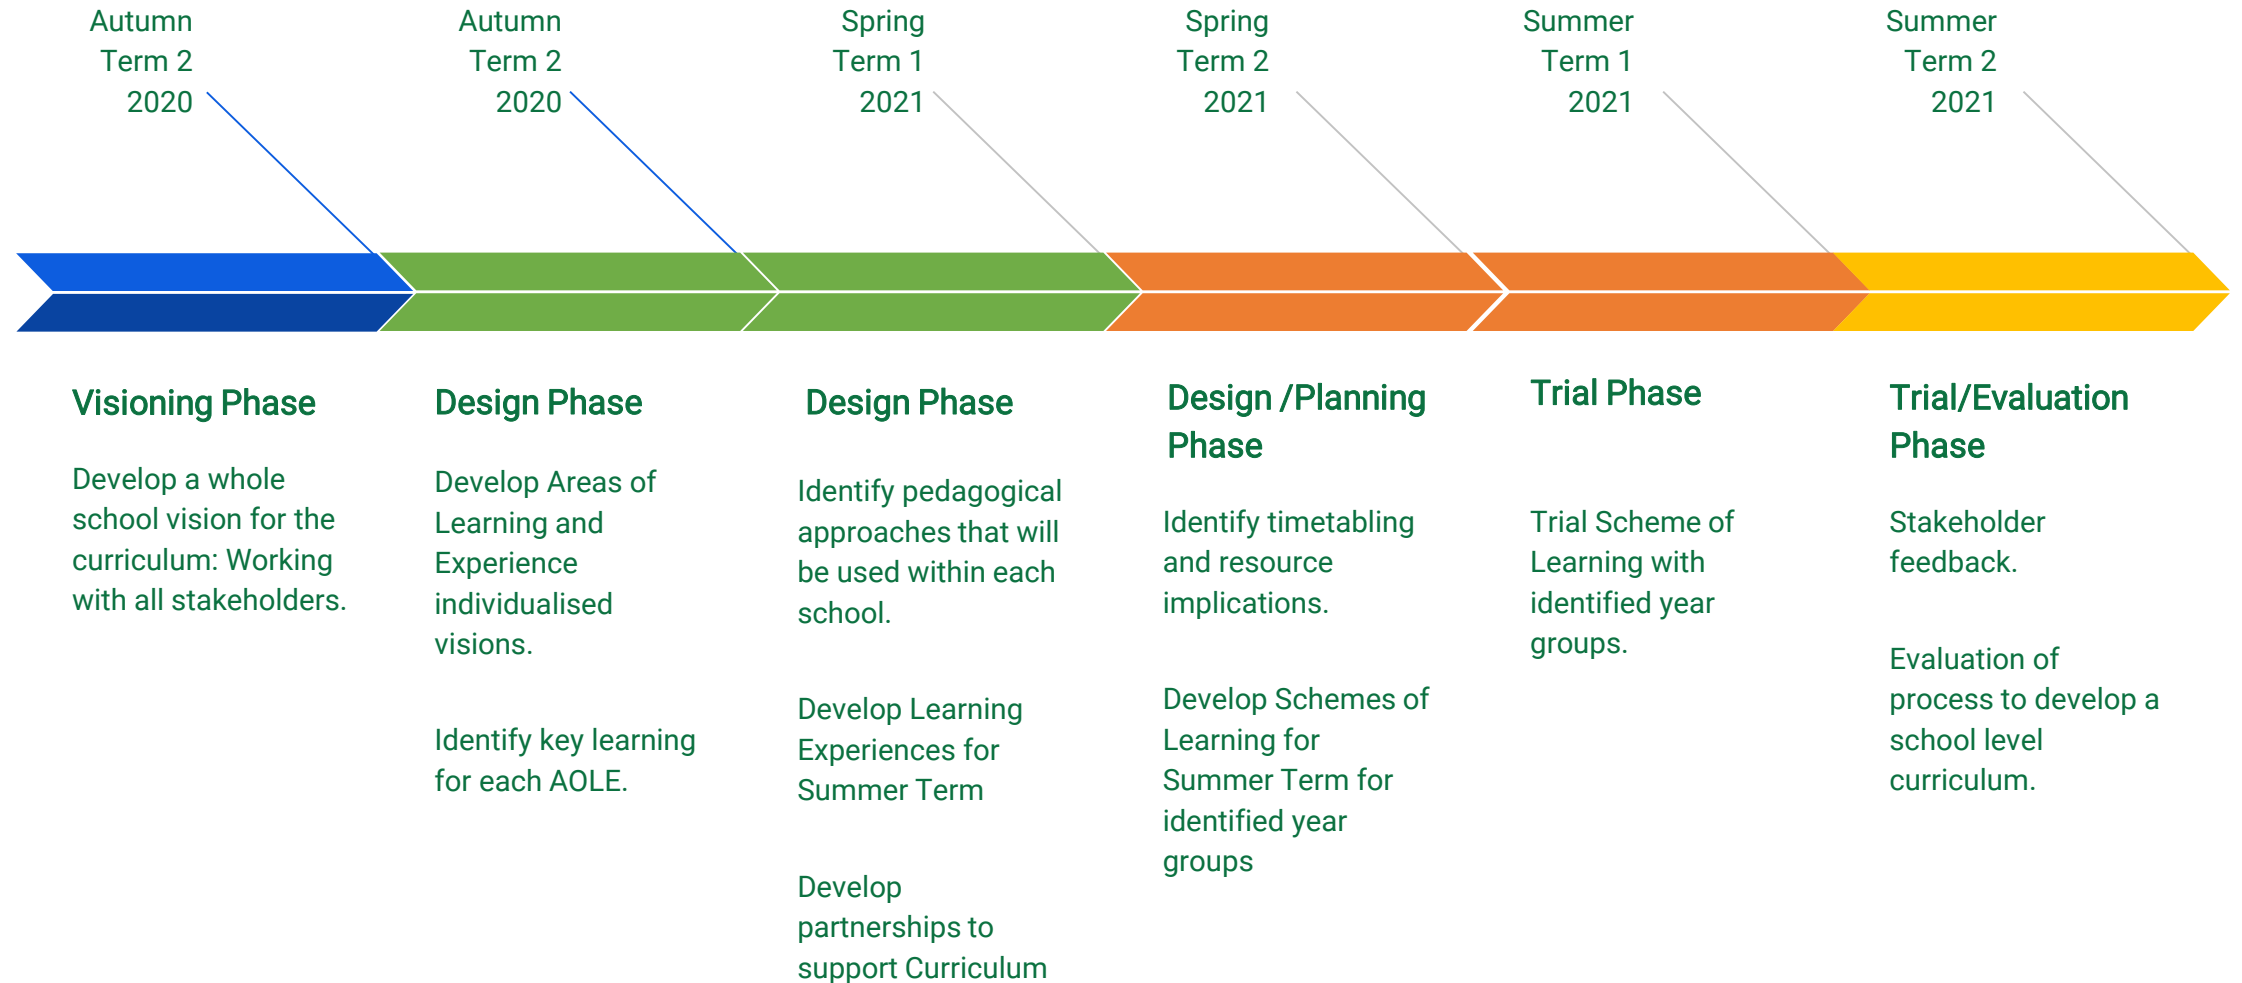 Autumn
Term 2
2020
Autumn
Term 2
2020
Spring
Term 1
2021
Spring
Term 2
2021
Summer
Term 1
2021
Summer
Term 2
2021
Visioning Phase
Develop a whole
school vision for the
curriculum: Working
with all stakeholders.
Design Phase
Develop Areas of
Learning and
Experience
individualised
visions.
Identify key learning
for each AOLE.
Design Phase
Identify pedagogical
approaches that will
be used within each
school.
Develop Learning
Experiences for
Summer Term
Develop
partnerships to
support Curriculum
Design /Planning
Phase
Identify timetabling
and resource
implications.
Develop Schemes of
Learning for
Summer Term for
identified year
groups
Trial Phase
Trial Scheme of
Learning with
identified year
groups.
Trial/Evaluation
Phase
Stakeholder
feedback.
Evaluation of
process to develop a
school level
curriculum.